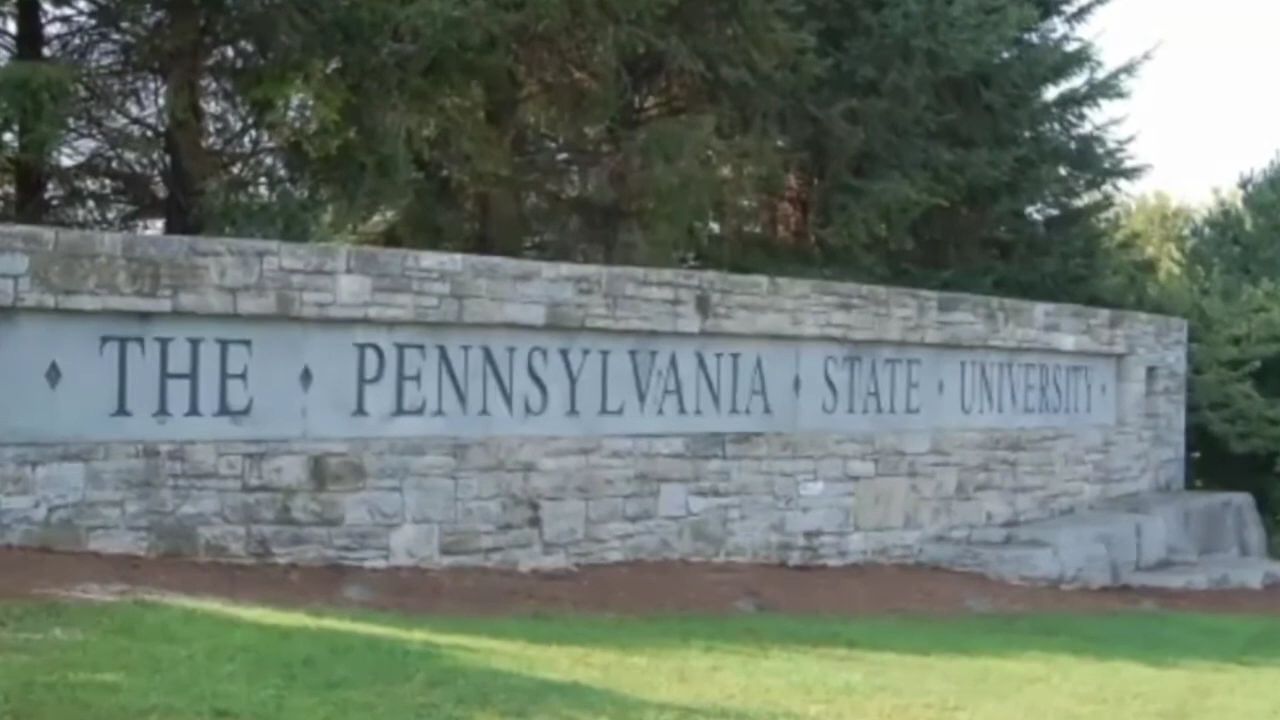 ♦ THE ♦ PENNSYLVANIA ♦ STATE ♦ UNIVERSITY ♦